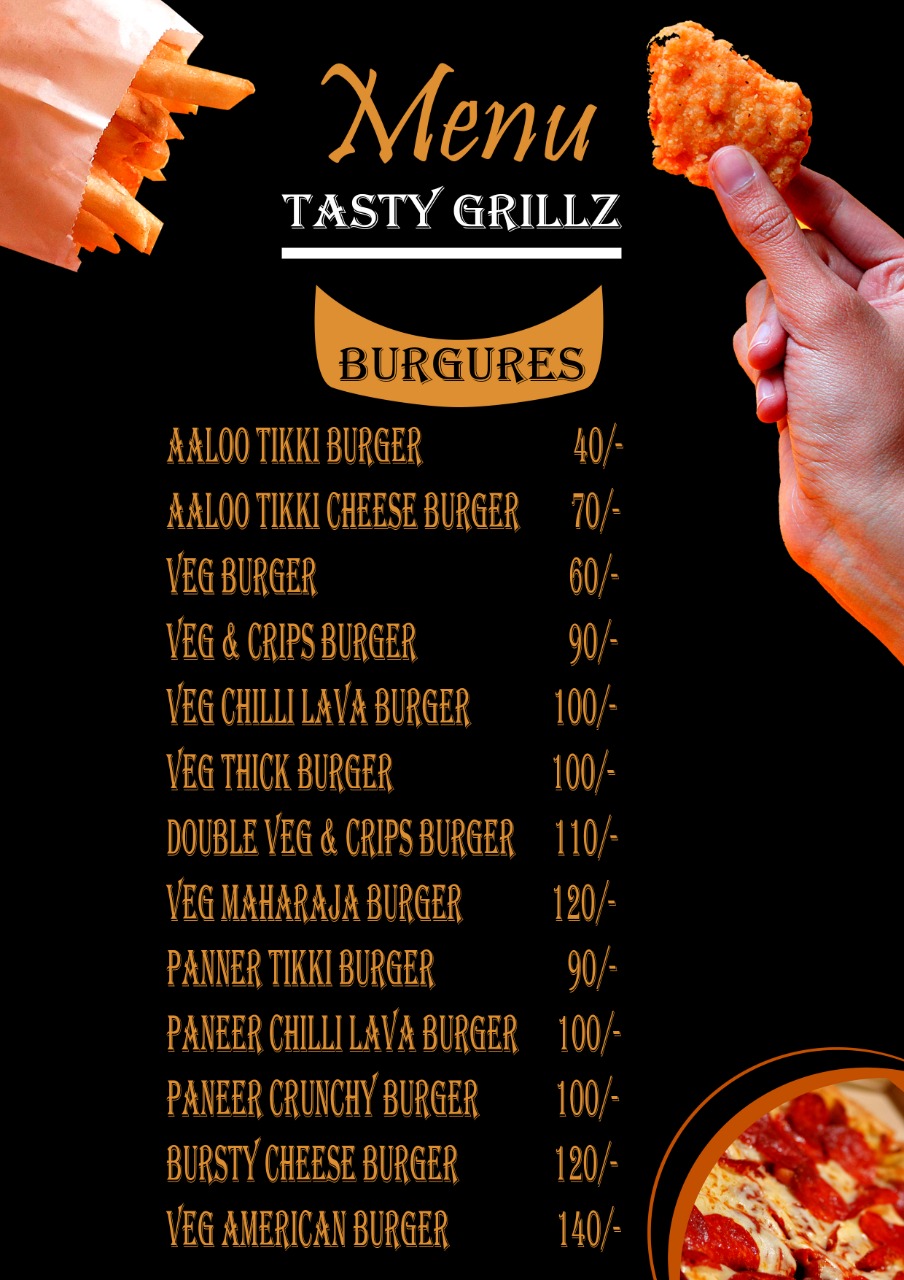 Menu
TASTY GRILLZ
BURGURES
AALOO TIKKI BURGER 40/-
AALOO TIKKI CHEESE BURGER 70/-
VEG BURGER 60/-
VEG & CRIPS BURGER 90/-
VEG CHILLI LAVA BURGER 100/-
VEG THICK BURGER 100/-
DOUBLE VEG & CRIPS BURGER 110/-
VEG MAHARAJA BURGER 120/-
PANNER TIKKI BURGER 90/-
PANEER CHILLI LAVA BURGER 100/-
PANEER CRUNCHY BURGER 100/-
BURSTY CHEESE BURGER 120/-
VEG AMERICAN BURGER 140/-